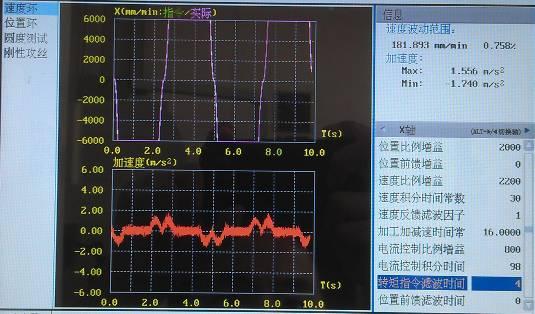 速度环
位置环
圆度测试
刚性攻丝
X(mm/min:指令/实际)
6000
4000
2000
0
-2000
-4000
-6000
0.0 2.0 4.0 6.0 8.0 10.0
T(s)
加速度(m/s²)
6.00
4.00
2.00
0.00
-2.00
-4.00
-6.00
T(s)
0.0 2.0 4.0 6.0 8.0 10.0
信息
速度波动范围:
181.893 mm/min 0.758%
加速度:
Max: 1.556 m/s²
Min: -1.740 m/s²
X轴 (ALT-←/→切换轴)
位置比例增益 2000
位置前馈增益 0
速度比例增益 2200
速度积分时间常数 30
速度反馈滤波因子 1
加工加减速时间常 16.0000
电流控制比例增益 800
电流控制积分时间 98
转矩指令滤波时间 4
位置前馈滤波时间 0